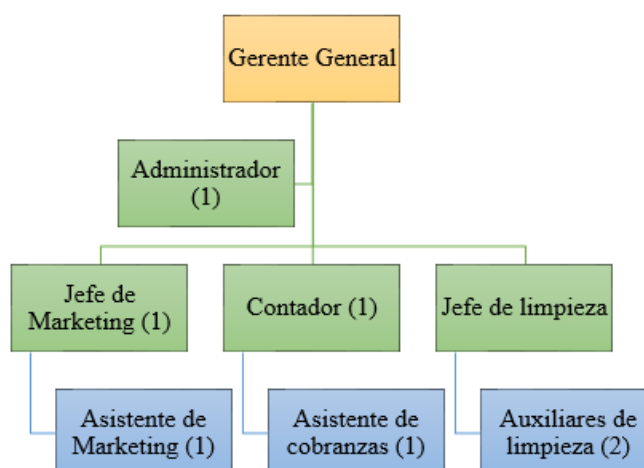 Gerente General
Administrador
(1)
Jefe de
Marketing (1)
Contador (1)
Jefe de limpieza
Asistente de
Marketing (1)
Asistente de
cobranzas (1)
Auxiliares de
limpieza (2)